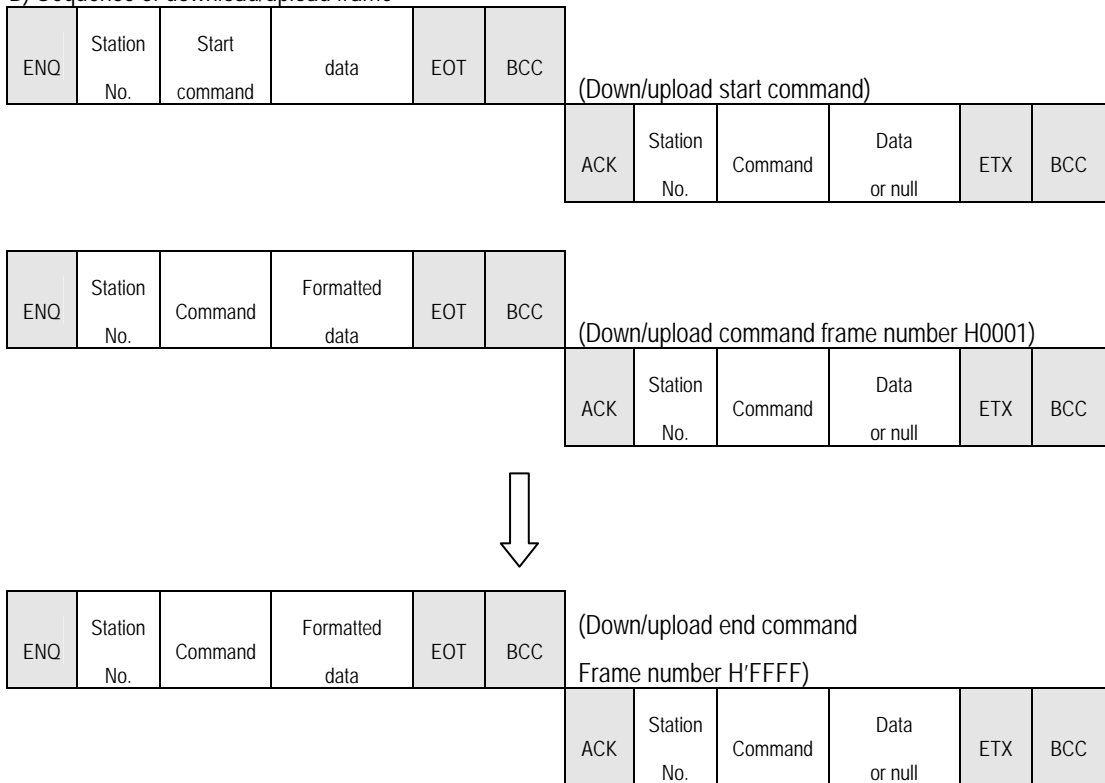 B) Sequence of download/upload frame
ENQ
Station
No.
Start
command
data
EOT
BCC
(Down/upload start command)
ACK
Station
No.
Command
Data
or null
ETX
BCC
ENQ
Station
No.
Command
Formatted
data
EOT
BCC
(Down/upload command frame number H0001)
ACK
Station
No.
Command
Data
or null
ETX
BCC
ENQ
Station
No.
Command
Formatted
data
EOT
BCC
(Down/upload end command
Frame number H'FFFF)
ACK
Station
No.
Command
Data
or null
ETX
BCC